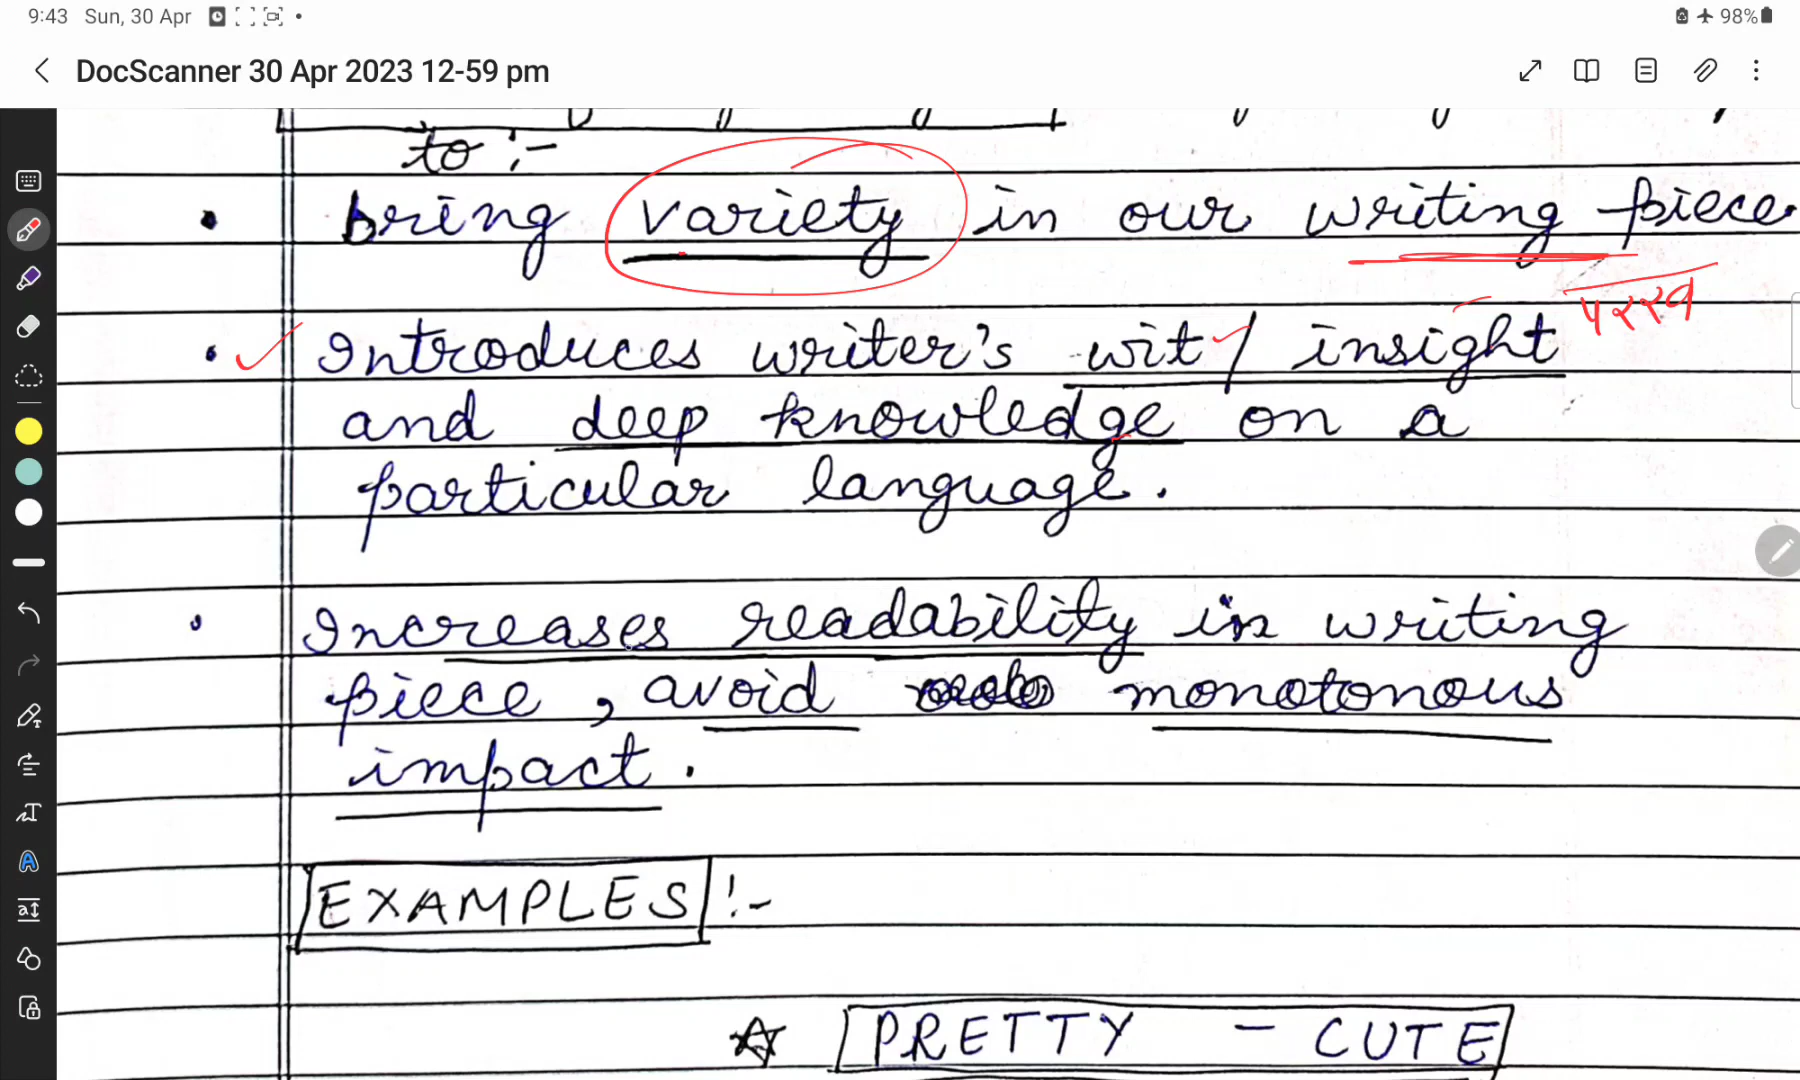 9:43 Sun, 30 Apr
98%
DocScanner 30 Apr 2023 12-59 pm
to :-
• bring variety in our writing piece.
• Introduces writer's wit / insight
and deep knowledge on a
particular language.
• Increases readability in writing
piece, avoid monotonous
impact.
EXAMPLES :-
☆ PRETTY - CUTE